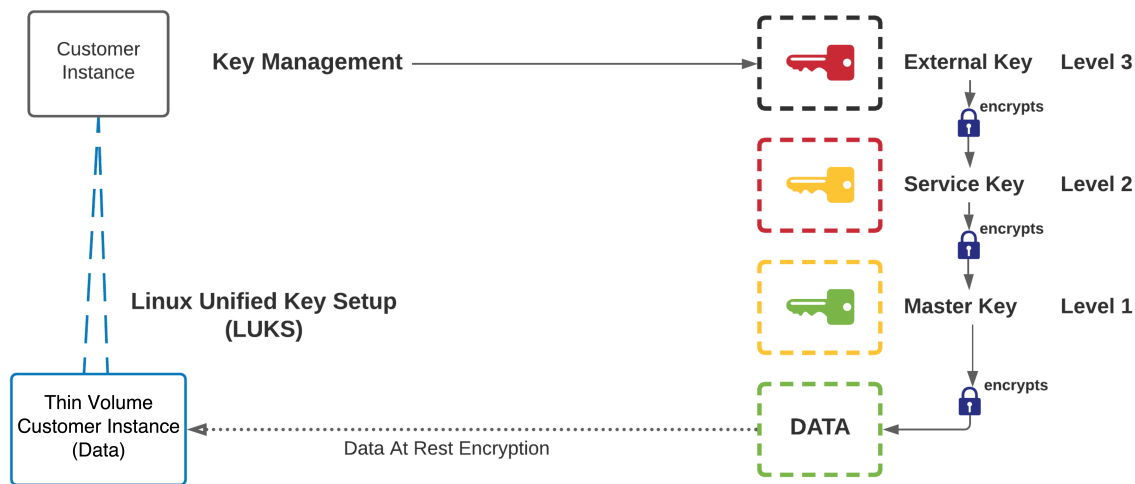 Customer
Instance
Key Management
External Key
Level 3
encrypts
Service Key
Level 2
encrypts
Linux Unified Key Setup
(LUKS)
Master Key
Level 1
encrypts
Thin Volume
Customer Instance
(Data)
DATA
Data At Rest Encryption